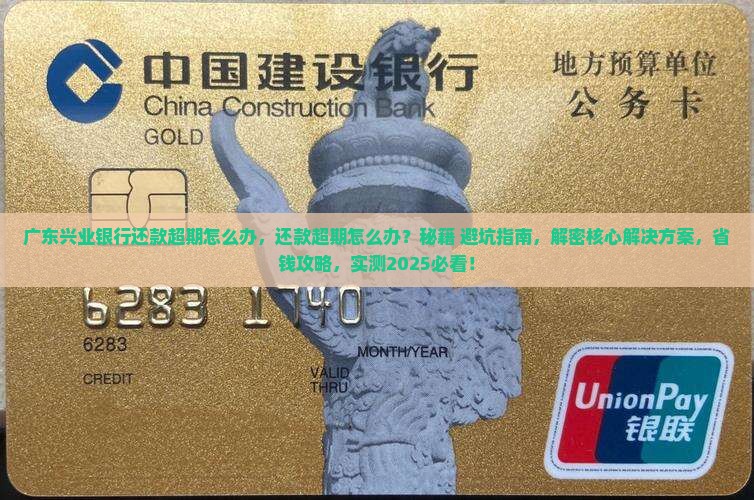 中国建设银行
China Construction Bank
GOLD
地方预算单位
公务卡
广东兴业银行还款超期怎么办，还款超期怎么办？秘籍 避坑指南，解密核心解决方案，省
钱攻略，实测2025必看！
6283 1740
6283
MONTH/YEAR
CREDIT
VALID
THRU
UnionPay
银联